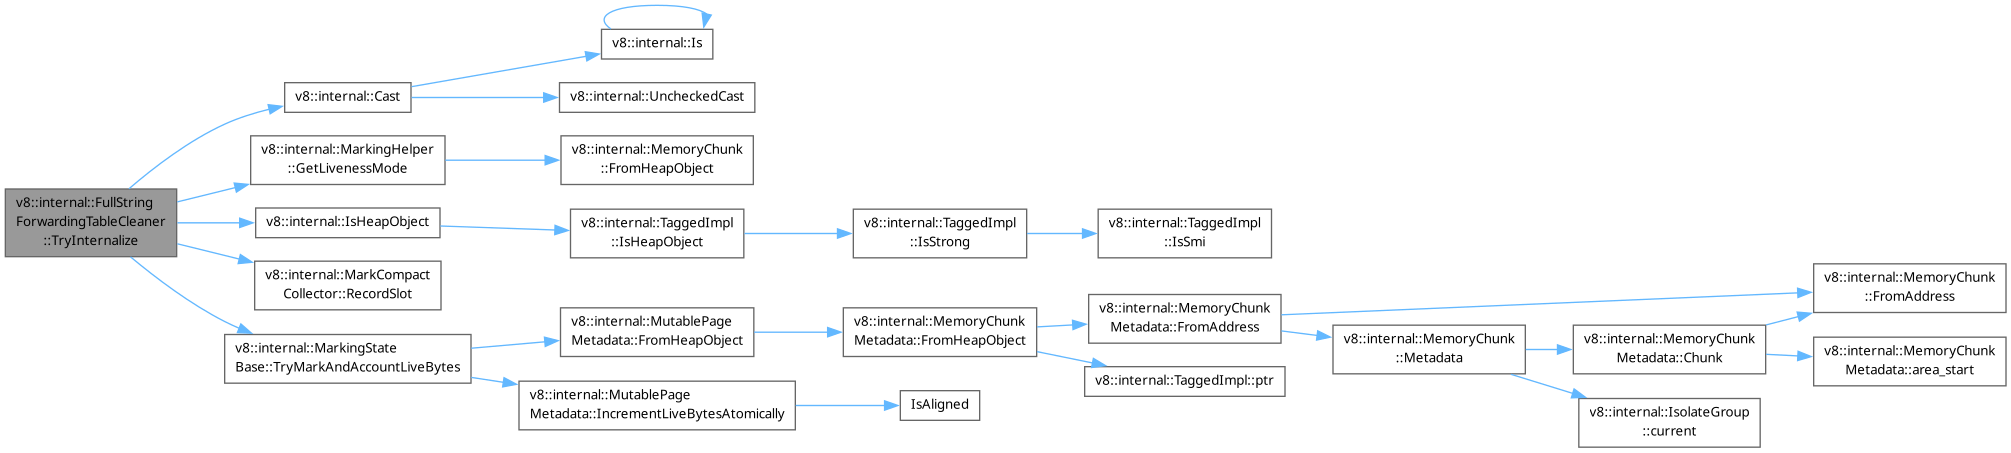 v8::internal::FullString
ForwardingTableCleaner
::TryInternalize
v8::internal::Cast
v8::internal::Is
v8::internal::UncheckedCast
v8::internal::MarkingHelper
::GetLivenessMode
v8::internal::MemoryChunk
::FromHeapObject
v8::internal::IsHeapObject
v8::internal::TaggedImpl
::IsHeapObject
v8::internal::TaggedImpl
::IsStrong
v8::internal::TaggedImpl
::IsSmi
v8::internal::MarkCompact
Collector::RecordSlot
v8::internal::MarkingState
Base::TryMarkAndAccountLiveBytes
v8::internal::MutablePage
Metadata::FromHeapObject
v8::internal::MemoryChunk
Metadata::FromHeapObject
v8::internal::MemoryChunk
Metadata::FromAddress
v8::internal::MemoryChunk
::FromAddress
v8::internal::MemoryChunk
::Metadata
v8::internal::MemoryChunk
Metadata::Chunk
v8::internal::MemoryChunk
Metadata::area_start
v8::internal::IsolateGroup
::current
v8::internal::TaggedImpl::ptr
v8::internal::MutablePage
Metadata::IncrementLiveBytesAtomically
IsAligned